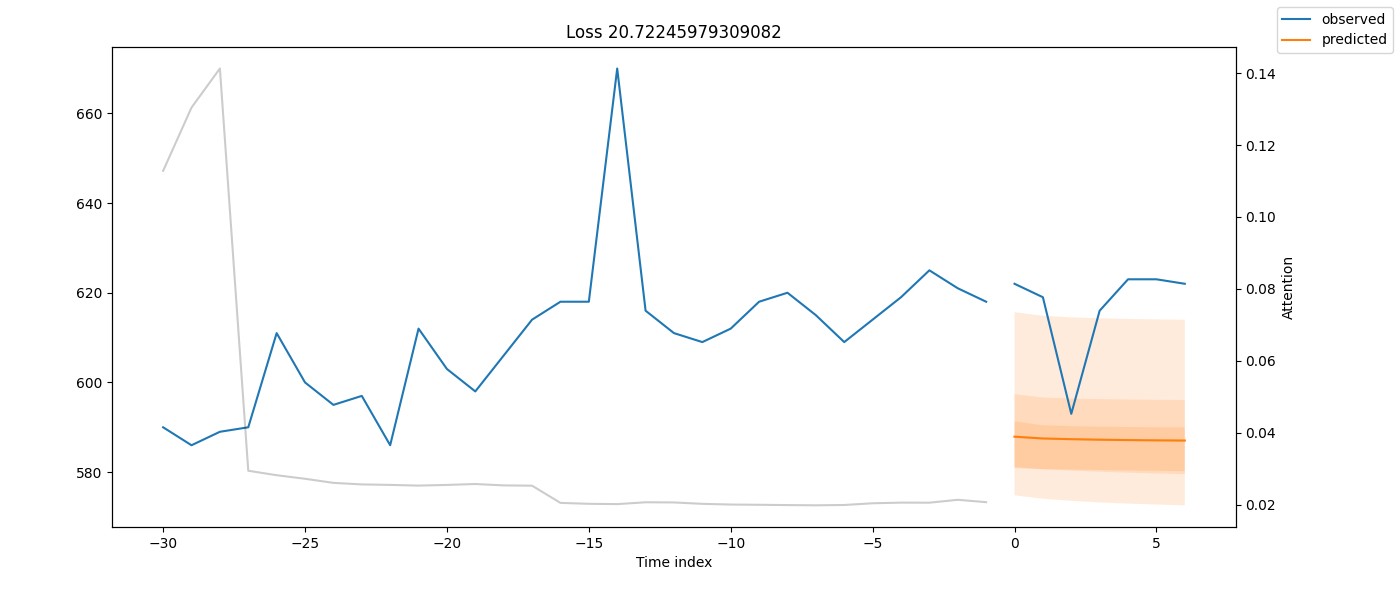 Loss 20.72245979309082
observed
predicted
660
640
620
600
580
0.14
0.12
0.10
0.08
0.06
0.04
0.02
Attention
−30 −25 −20 −15 −10 −5 0 5
Time index